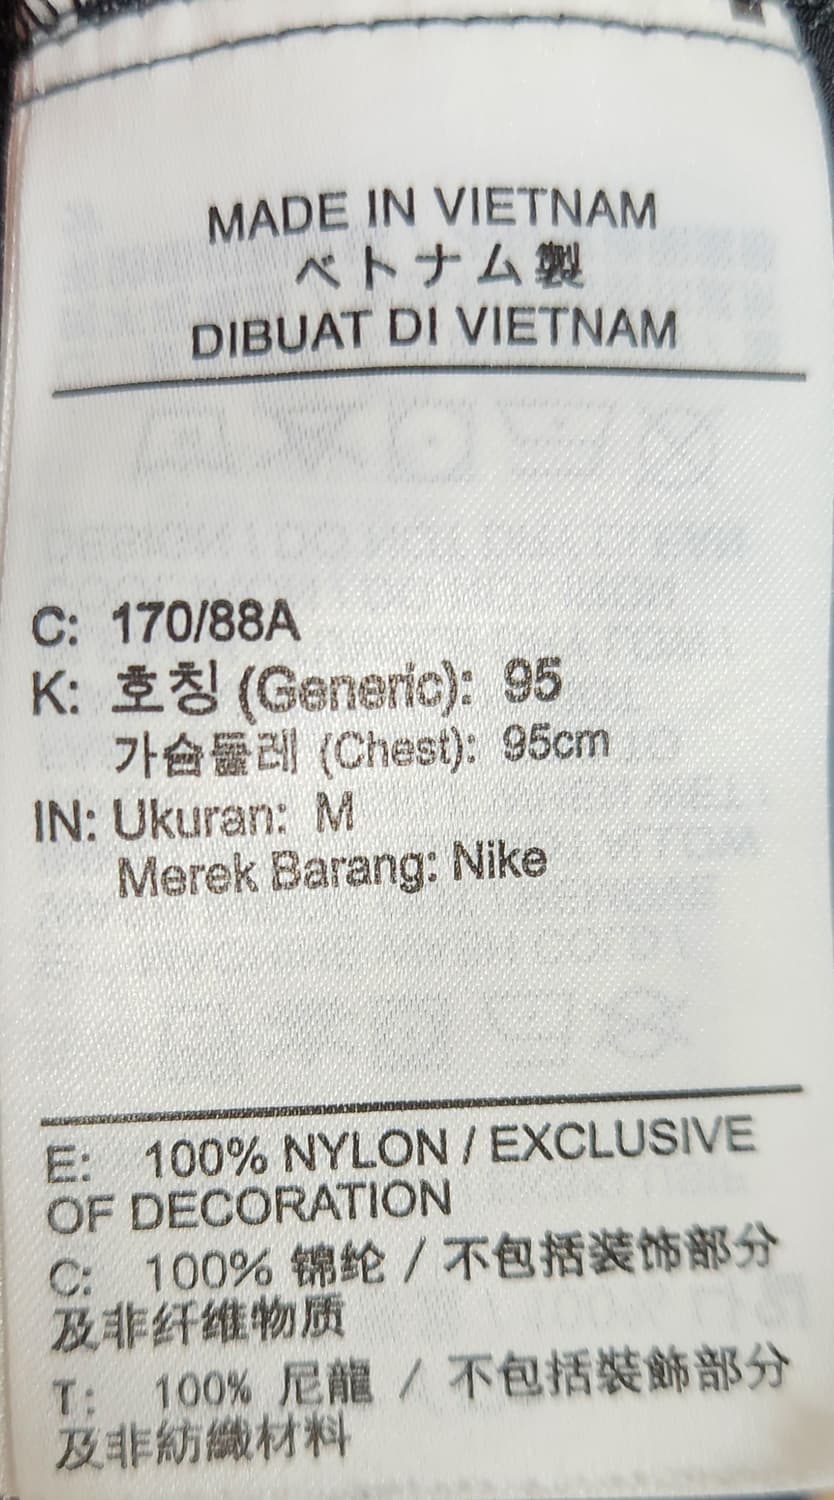 MADE IN VIETNAM
ベトナム製
DIBUAT DI VIETNAM
C: 170/88A
K: 호칭 (Generic): 95
가슴둘레 (Chest): 95cm
IN: Ukuran: M
Merek Barang: Nike
E: 100% NYLON / EXCLUSIVE
OF DECORATION
C: 100% 锦纶 / 不包括装饰部分
及非纤维物质
T: 100% 尼龍 / 不包括裝飾部分
及非紡織材料